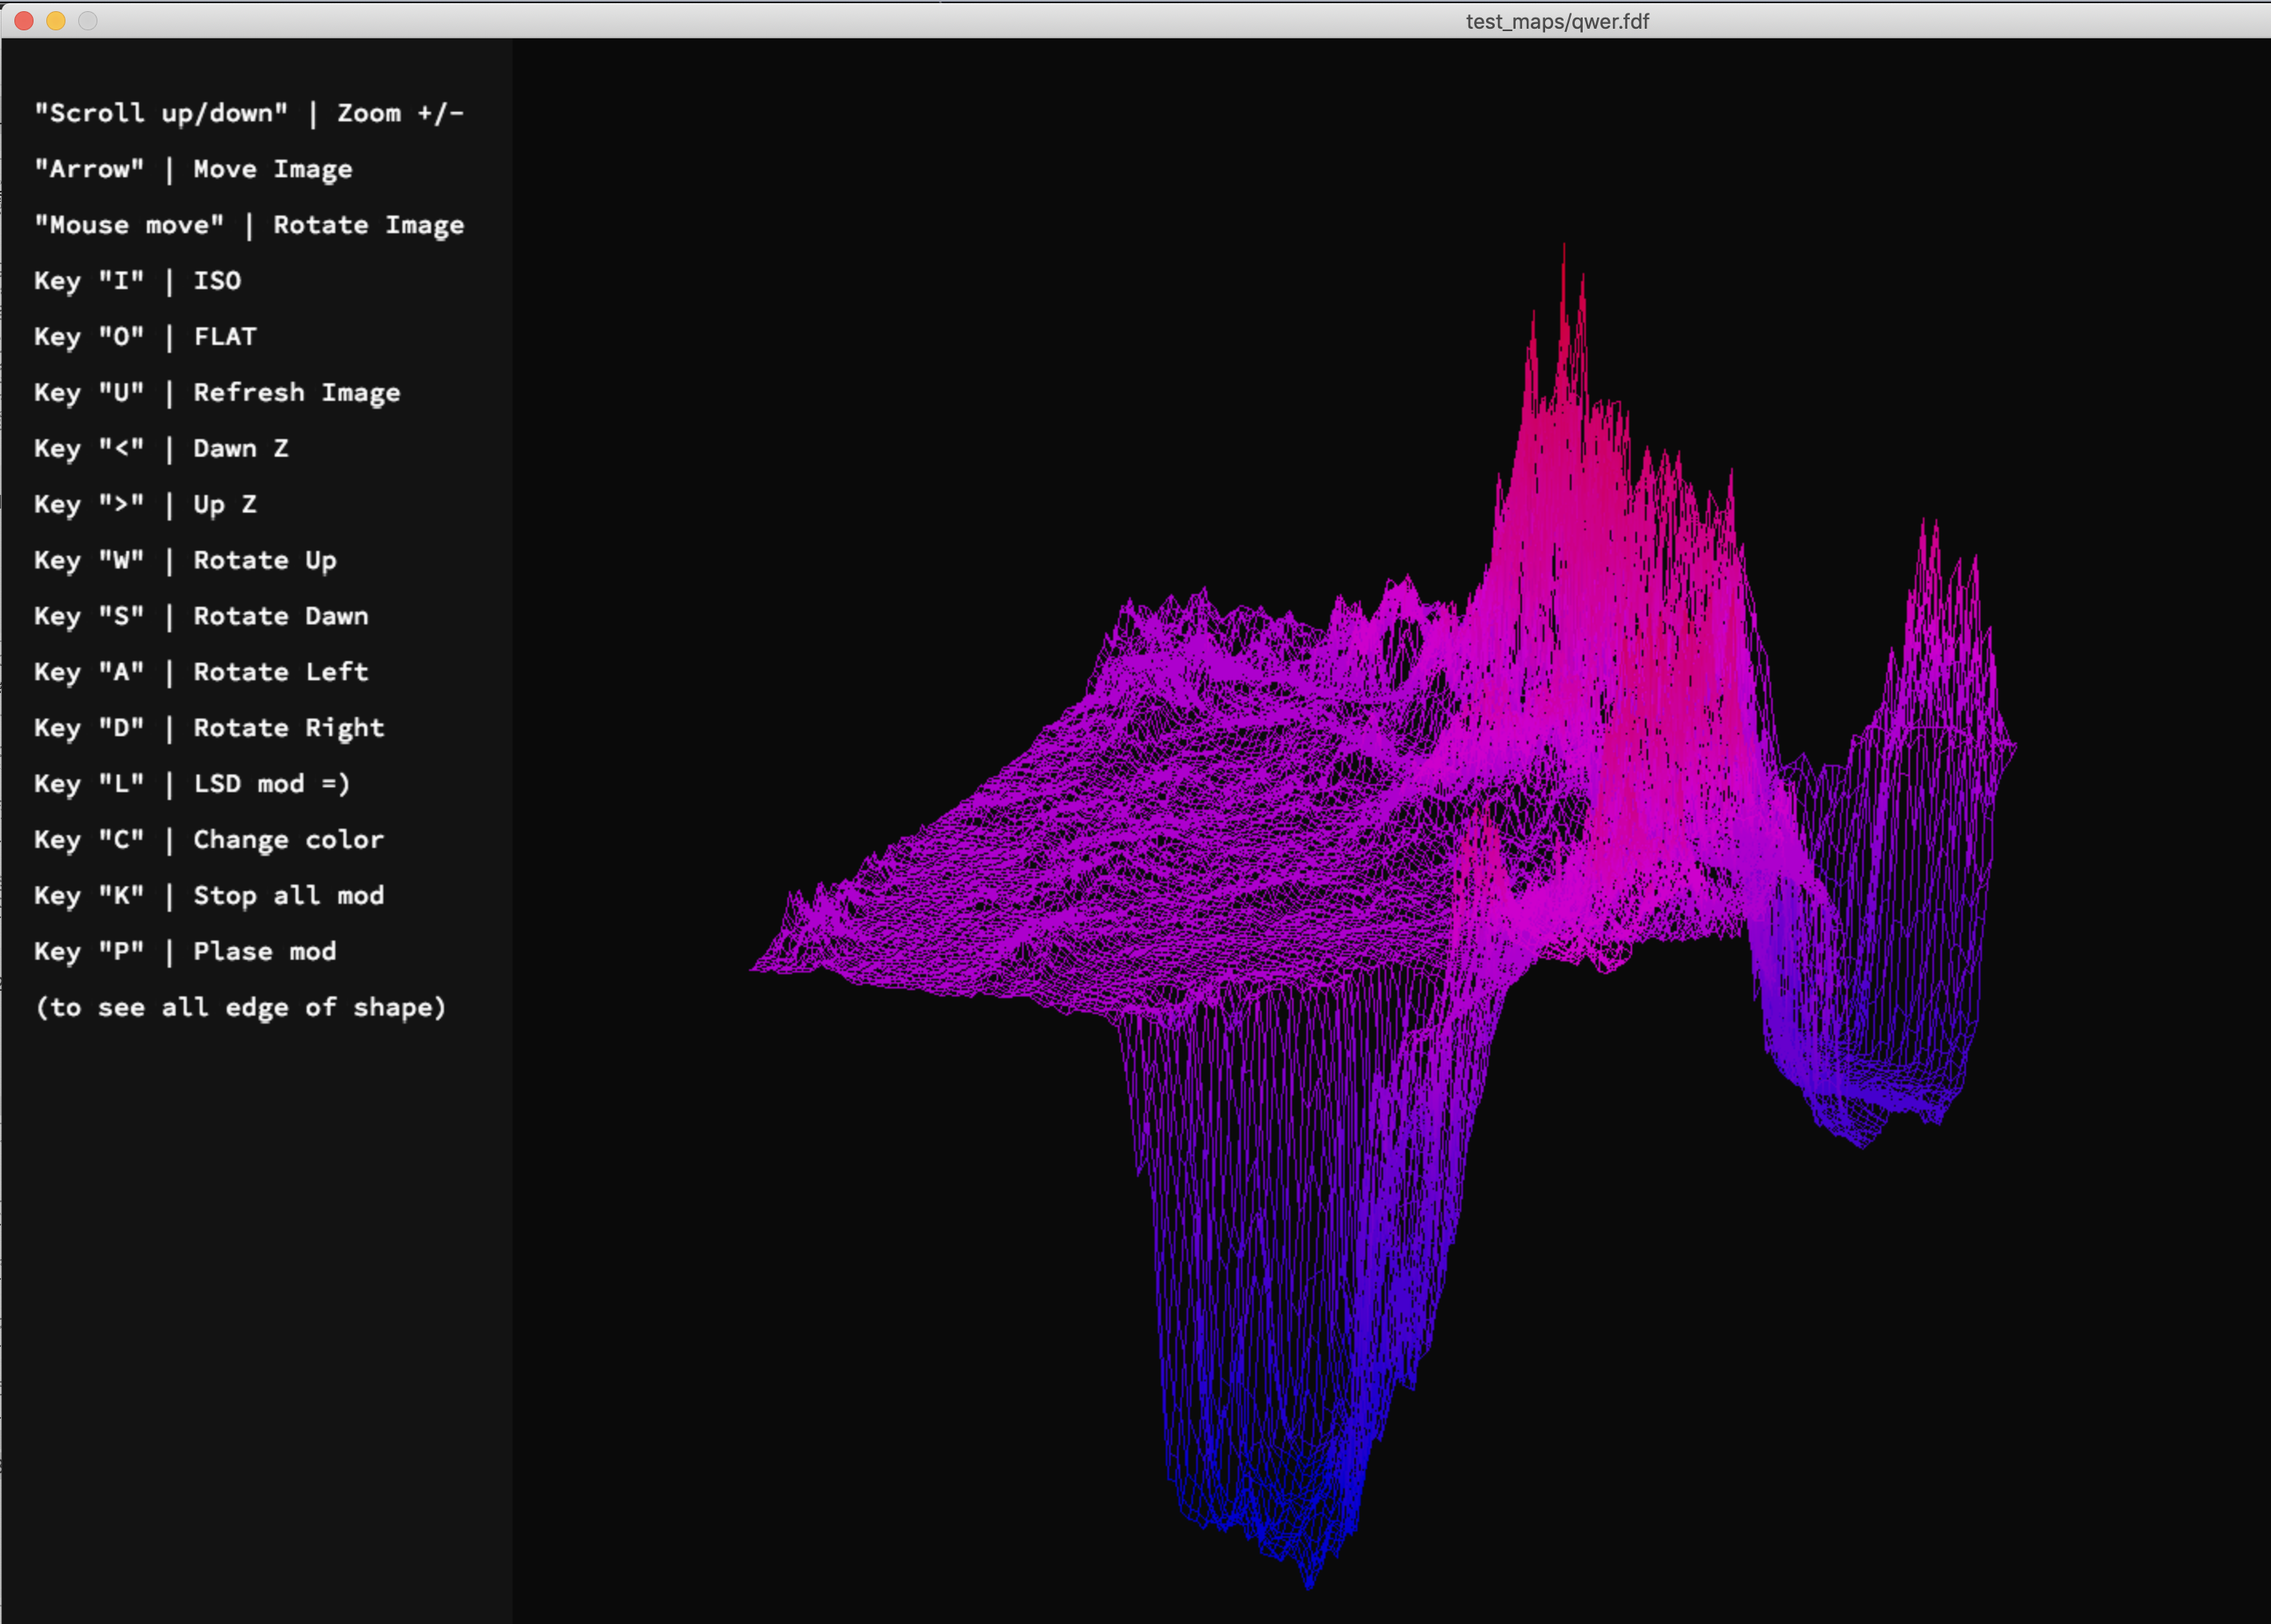 test_maps/qwer.fdf
"Scroll up/down" | Zoom +/-
"Arrow" | Move Image
"Mouse move" | Rotate Image
Key "I" | ISO
Key "O" | FLAT
Key "U" | Refresh Image
Key "<" | Dawn Z
Key ">" | Up Z
Key "W" | Rotate Up
Key "S" | Rotate Dawn
Key "A" | Rotate Left
Key "D" | Rotate Right
Key "L" | LSD mod =)
Key "C" | Change color
Key "K" | Stop all mod
Key "P" | Plase mod
(to see all edge of shape)